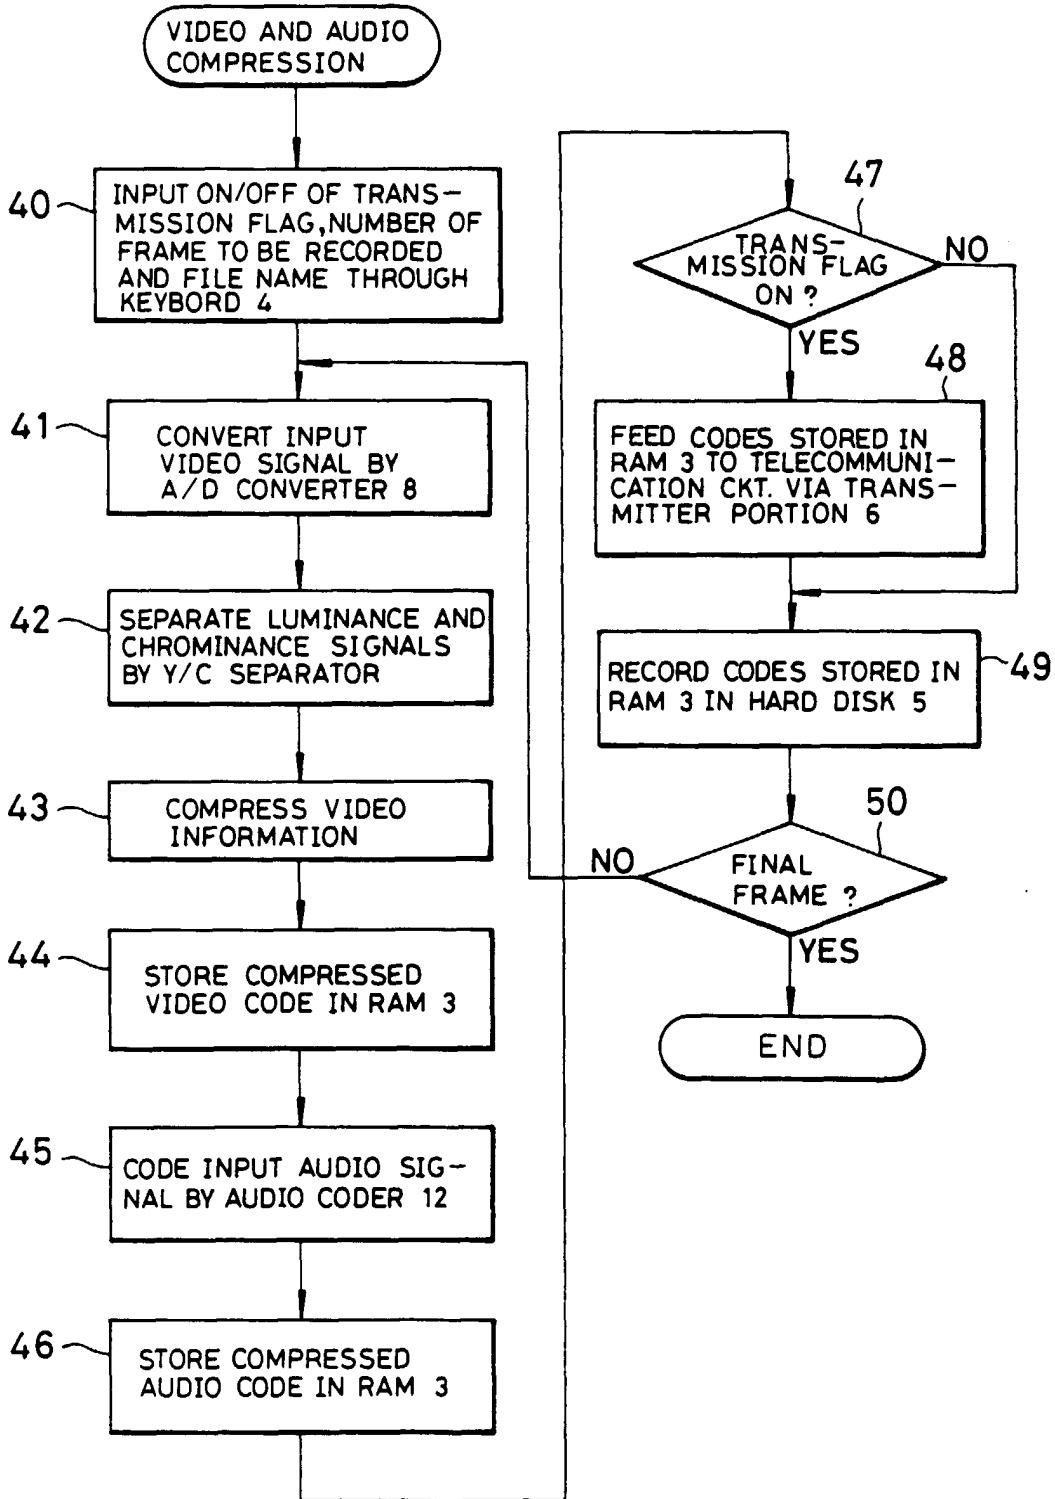 VIDEO AND AUDIO
COMPRESSION
40
INPUT ON/OFF OF TRANS-
MISSION FLAG, NUMBER OF
FRAME TO BE RECORDED
AND FILE NAME THROUGH
KEYBORD 4
41
CONVERT INPUT
VIDEO SIGNAL BY
A/D CONVERTER 8
42
SEPARATE LUMINANCE AND
CHROMINANCE SIGNALS
BY Y/C SEPARATOR
43
COMPRESS VIDEO
INFORMATION
44
STORE COMPRESSED
VIDEO CODE IN RAM 3
45
CODE INPUT AUDIO SIG-
NAL BY AUDIO CODER 12
46
STORE COMPRESSED
AUDIO CODE IN RAM 3
47
TRANS-
MISSION FLAG
ON ?
NO
YES
48
FEED CODES STORED IN
RAM 3 TO TELECOMMUNI-
CATION CKT. VIA TRANS-
MITTER PORTION 6
49
RECORD CODES STORED IN
RAM 3 IN HARD DISK 5
50
FINAL
FRAME ?
NO
YES
END